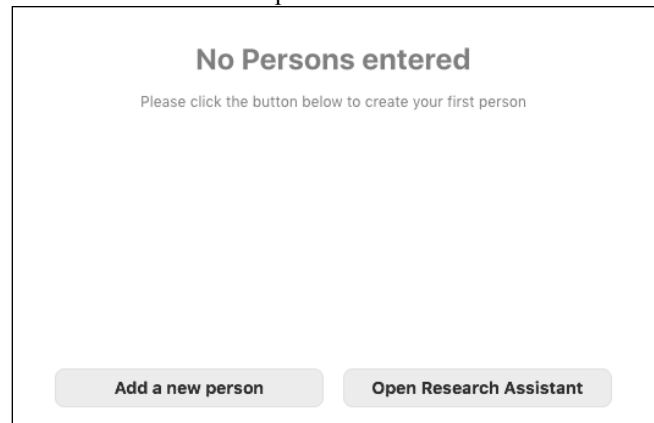 No Persons entered
Please click the button below to create your first person
Add a new person
Open Research Assistant